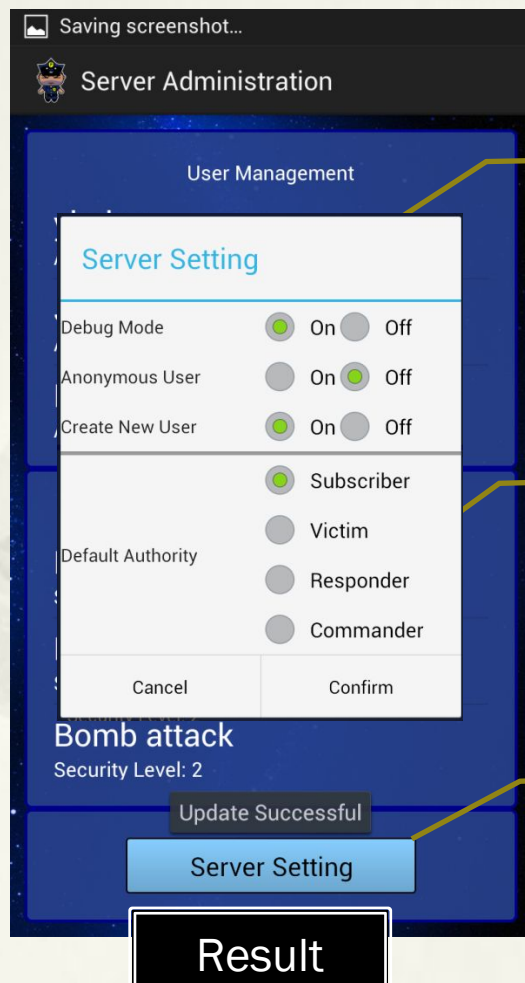 Saving screenshot...
Server Administration
User Management
Server Setting
Debug Mode On Off
Anonymous User On Off
Create New User On Off
Default Authority
Subscriber
Victim
Responder
Commander
Cancel Confirm
Bomb attack
Security Level: 2
Update Successful
Server Setting
Result